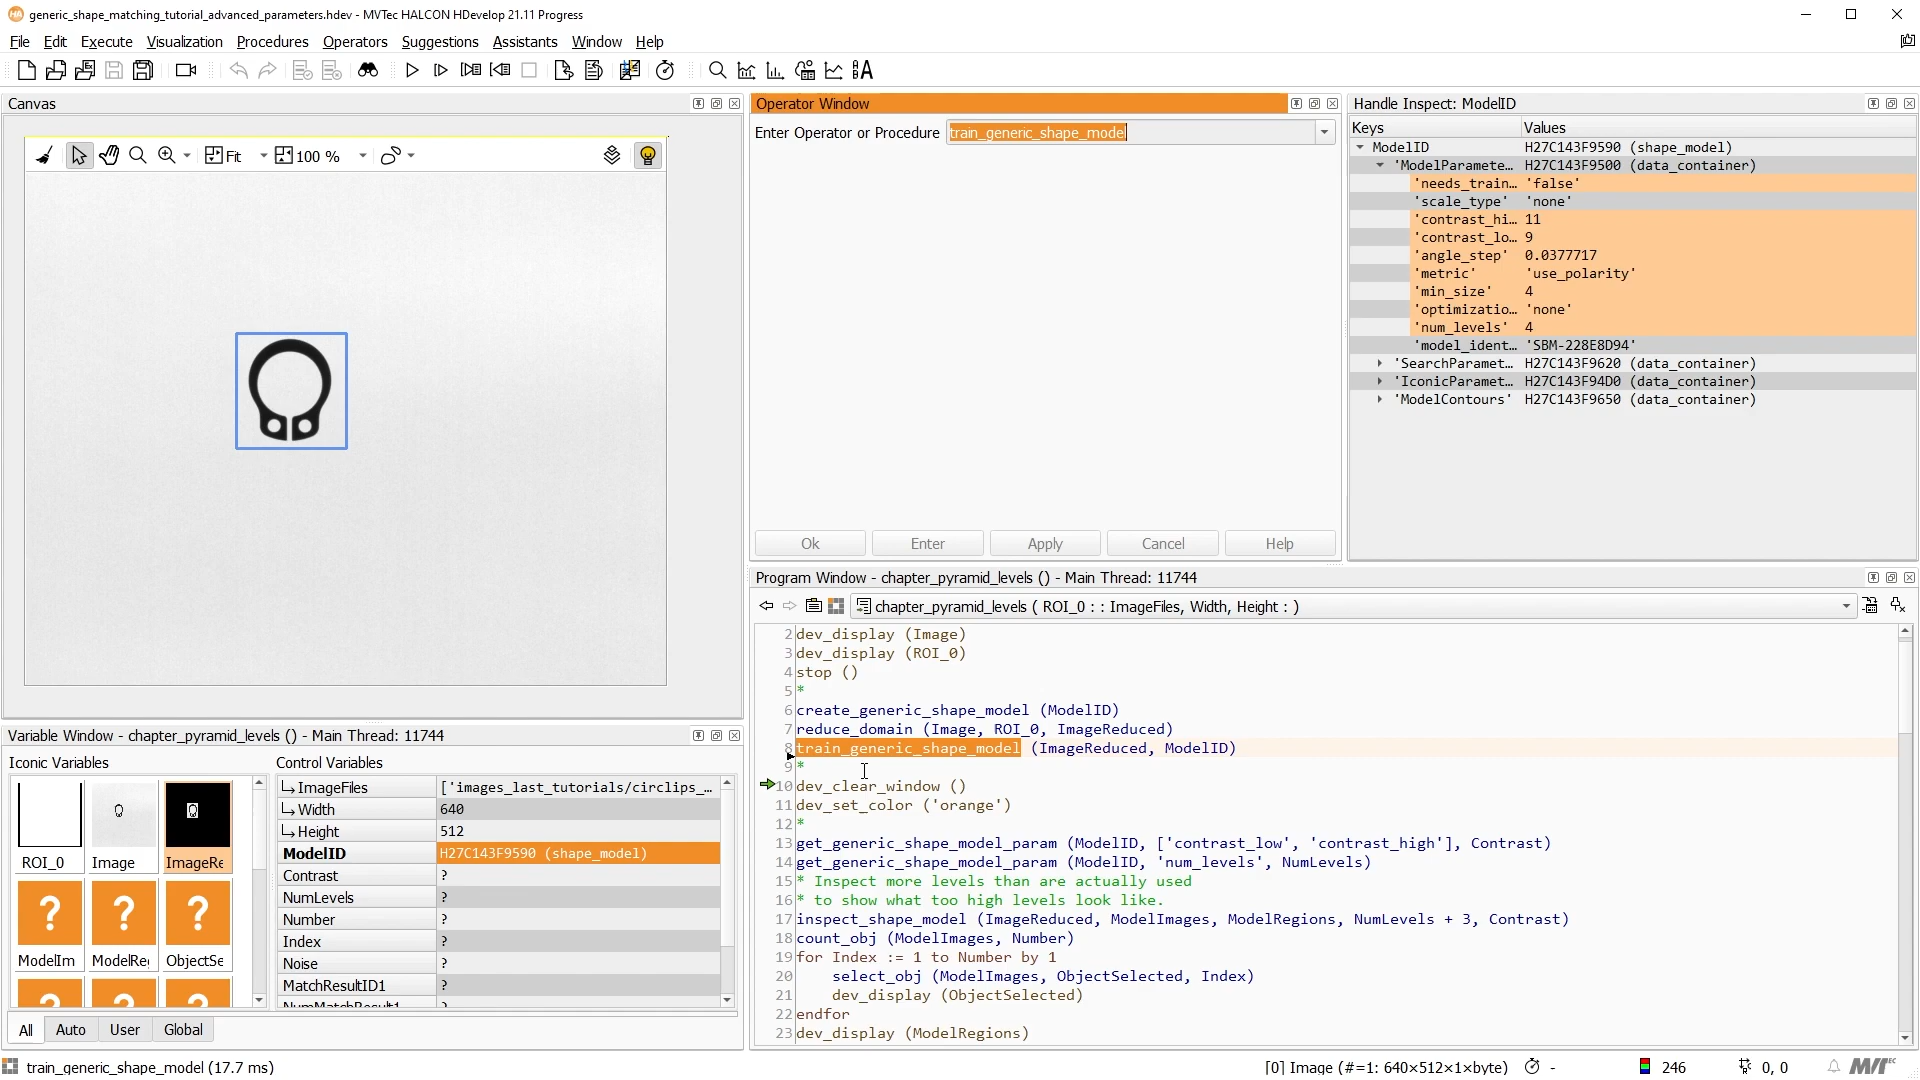 generic_shape_matching_tutorial_advanced_parameters.hdev - MVTec HALCON HDevelop 21.11 Progress
File Edit Execute Visualization Procedures Operators Suggestions Assistants Window Help
Canvas
Fit 100 %
Operator Window
Enter Operator or Procedure train_generic_shape_model
Ok Enter Apply Cancel Help
Handle Inspect: ModelID
Keys Values
ModelID H27C143F9590 (shape_model)
'ModelParamete... H27C143F9500 (data_container)
'needs_train... 'false'
'scale_type' 'none'
'contrast_hi... 11
'contrast_lo... 9
'angle_step' 0.0377717
'metric' 'use_polarity'
'min_size' 4
'optimizatio... 'none'
'num_levels' 4
'model_ident... 'SBM-228E8D94'
'SearchParamet... H27C143F9620 (data_container)
'IconicParamet... H27C143F94D0 (data_container)
'ModelContours' H27C143F9650 (data_container)
Program Window - chapter_pyramid_levels () - Main Thread: 11744
chapter_pyramid_levels ( ROI_0 : : ImageFiles, Width, Height : )
2 dev_display (Image)
3 dev_display (ROI_0)
4 stop ()
5 *
6 create_generic_shape_model (ModelID)
7 reduce_domain (Image, ROI_0, ImageReduced)
8 train_generic_shape_model (ImageReduced, ModelID)
9 *
10 dev_clear_window ()
11 dev_set_color ('orange')
12 *
13 get_generic_shape_model_param (ModelID, ['contrast_low', 'contrast_high'], Contrast)
14 get_generic_shape_model_param (ModelID, 'num_levels', NumLevels)
15 * Inspect more levels than are actually used
16 * to show what too high levels look like.
17 inspect_shape_model (ImageReduced, ModelImages, ModelRegions, NumLevels + 3, Contrast)
18 count_obj (ModelImages, Number)
19 for Index := 1 to Number by 1
20 select_obj (ModelImages, ObjectSelected, Index)
21 dev_display (ObjectSelected)
22 endfor
23 dev_display (ModelRegions)
Variable Window - chapter_pyramid_levels () - Main Thread: 11744
Iconic Variables
ROI_0 Image ImageRe
? ? ?
ModelIm ModelReg ObjectSe
Control Variables
ImageFiles ['images_last_tutorials/circlips_...
Width 640
Height 512
ModelID H27C143F9590 (shape_model)
Contrast ?
NumLevels ?
Number ?
Index ?
Noise ?
MatchResultID1 ?
NumMatchResult1 ?
All Auto User Global
train_generic_shape_model (17.7 ms)
[0] Image (#=1: 640×512×1×byte) - 246 0, 0